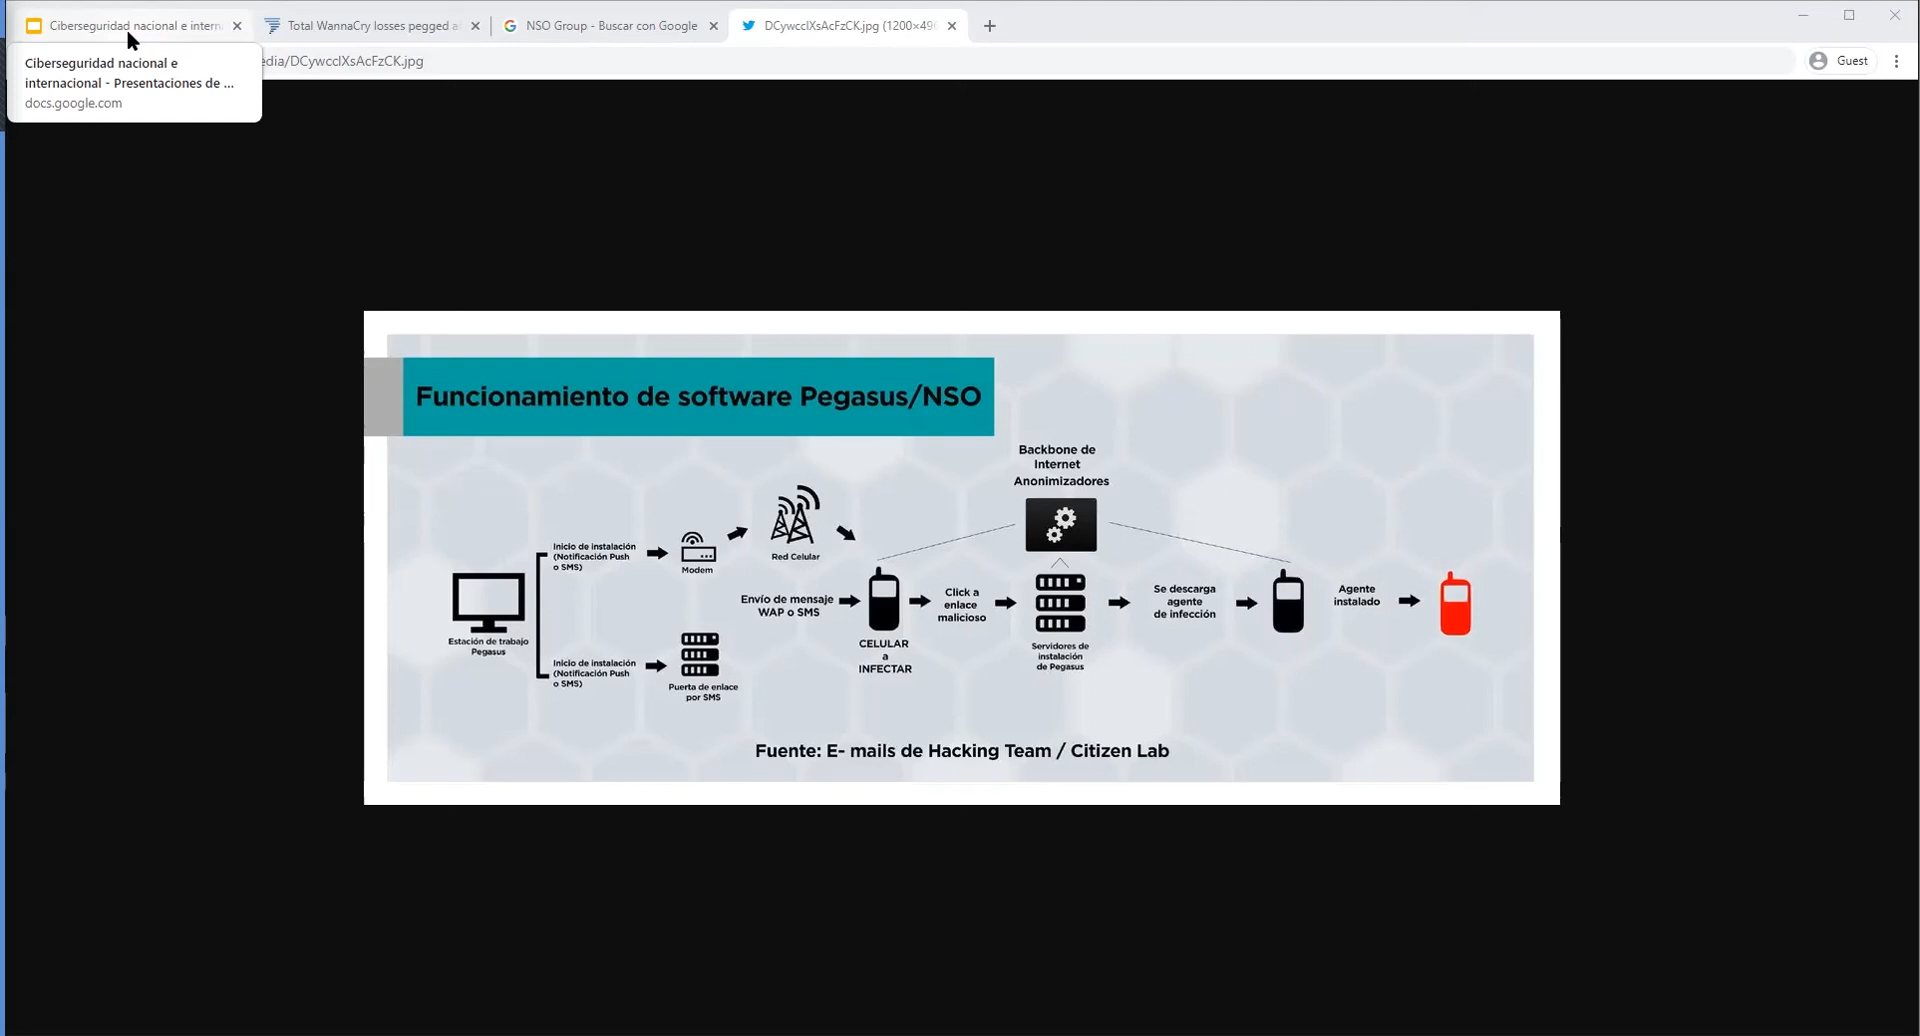 Ciberseguridad nacional e intern
Total WannaCry losses pegged a
NSO Group - Buscar con Google
DCywcclXsAcFzCK.jpg (1200×496
edia/DCywcclXsAcFzCK.jpg
Guest
Ciberseguridad nacional e
internacional - Presentaciones de ...
docs.google.com
Funcionamiento de software Pegasus/NSO
Backbone de
Internet
Anonimizadores
Inicio de instalación
(Notificación Push
o SMS)
Modem
Red Celular
Estación de trabajo
Pegasus
Inicio de instalación
(Notificación Push
o SMS)
Puerta de enlace
por SMS
Envío de mensaje
WAP o SMS
CELULAR
a
INFECTAR
Click a
enlace
malicioso
Servidores de
instalación
de Pegasus
Se descarga
agente
de infección
Agente
instalado
Fuente: E- mails de Hacking Team / Citizen Lab